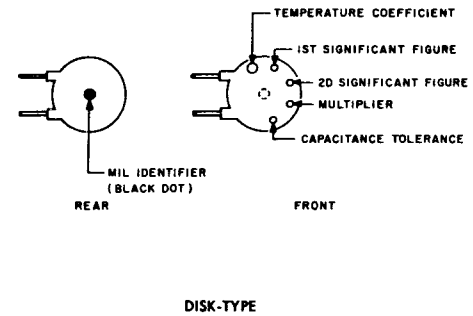 TEMPERATURE COEFFICIENT
1ST SIGNIFICANT FIGURE
2D SIGNIFICANT FIGURE
MULTIPLIER
CAPACITANCE TOLERANCE
MIL IDENTIFIER
(BLACK DOT)
REAR
FRONT
DISK-TYPE